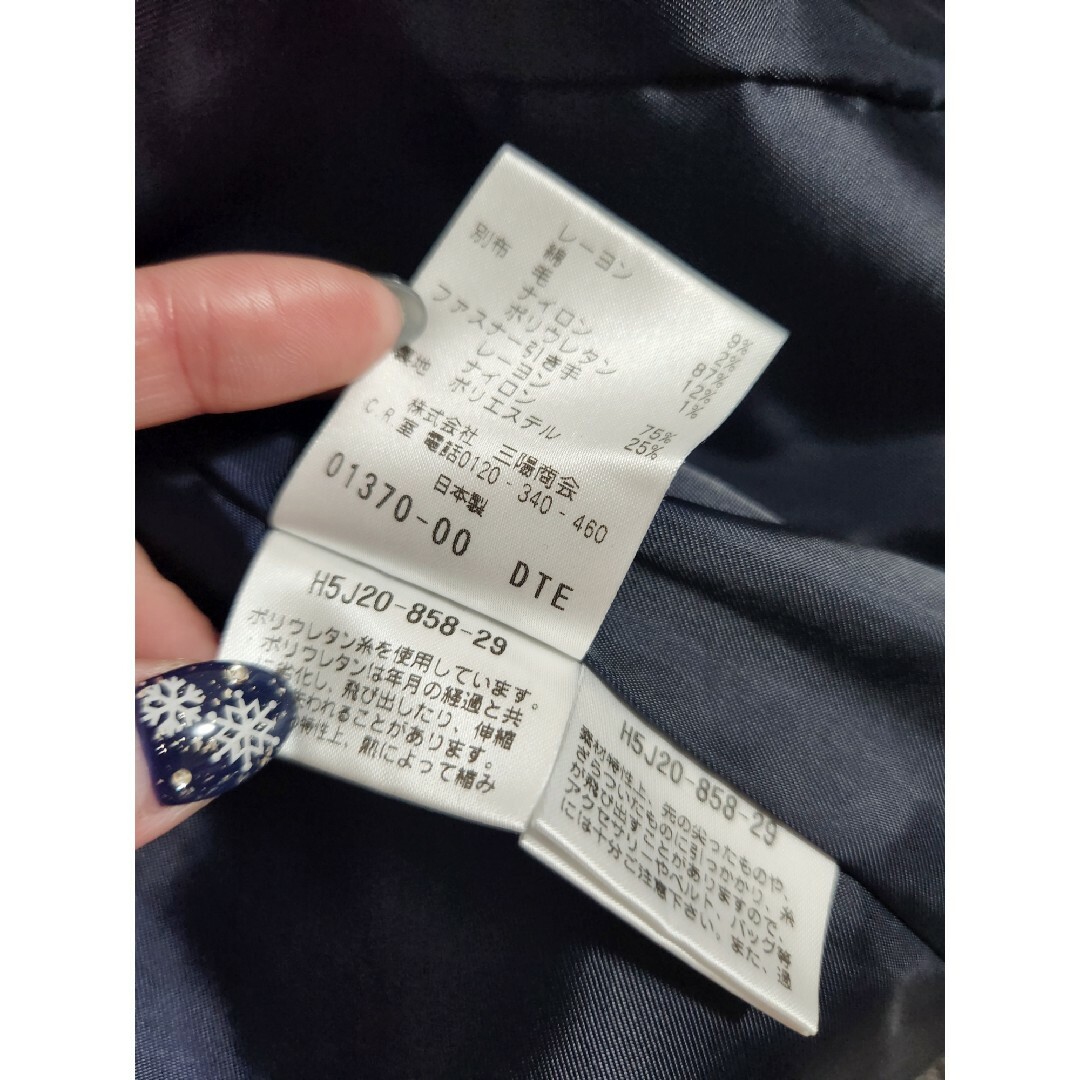 レーヨン 9%
別布 綿 2%
毛 87%
ナイロン 12%
ポリウレタン 1%
ファスナー引き手
裏地 レーヨン 75%
ナイロン 25%
ポリエステル
株式会社 三陽商会
C.R室 電話0120-340-460
日本製
01370-00 DTE
H5J20-858-29
ポリウレタン糸を使用しています。
ポリウレタンは年月の経過と共
に劣化し、飛び出したり、伸縮
われることがあります。
の特性上、肌によって縮み
H5J20-858-29
素材特性上、先の尖ったものや、
ざらついたものに引っかかり、糸
が飛び出すことがありますので、着用
アクセサリーやベルト、バッグ
には十分ご注意下さい。また、